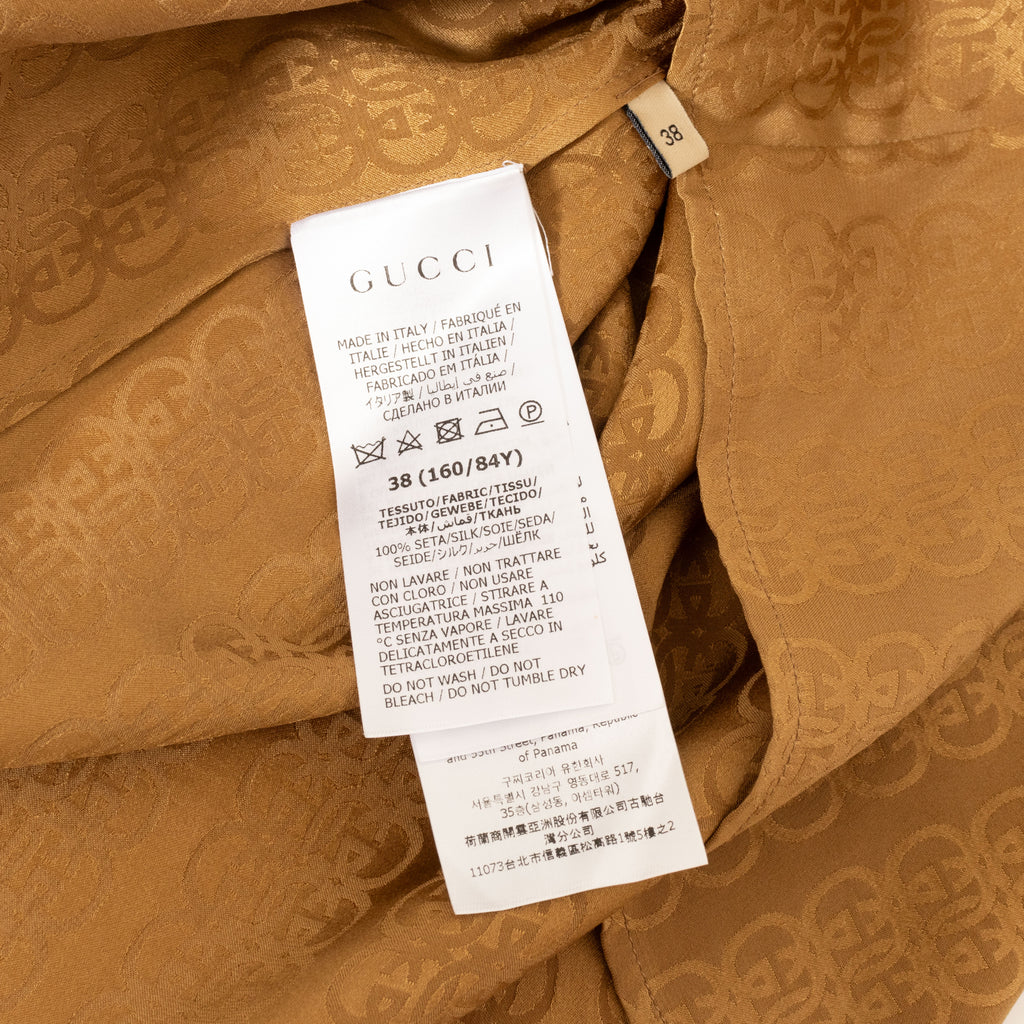 38
GUCCI
MADE IN ITALY / FABRIQUÉ EN
ITALIE / HECHO EN ITALIA /
HERGESTELLT IN ITALIEN /
FABRICADO EM ITÁLIA /
イタリア製 / صنع في إيطاليا /
СДЕЛАНО В ИТАЛИИ
P
38 (160/84Y)
TESSUTO/FABRIC/TISSU/
TEJIDO/GEWEBE/TECIDO/
本体/قماش/ТКАНЬ
100% SETA/SILK/SOIE/SEDA/
SEIDE/シルク/حرير/ШЁЛК
NON LAVARE / NON TRATTARE
CON CLORO / NON USARE
ASCIUGATRICE / STIRARE A
TEMPERATURA MASSIMA 110
°C SENZA VAPORE / LAVARE
DELICATAMENTE A SECCO IN
TETRACLOROETILENE
DO NOT WASH / DO NOT
BLEACH / DO NOT TUMBLE DRY
and 55th Street, Panama, Republic
of Panama
구찌코리아 유한회사
서울특별시 강남구 영동대로 517,
35층(삼성동, 아셈타워)
荷蘭商開雲亞洲股份有限公司古馳台
灣分公司
11073台北市信義區松高路1號5樓之2